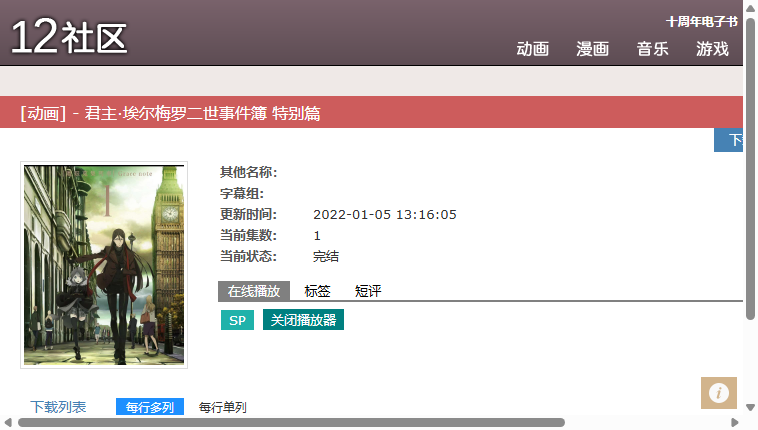 12社区
十周年电子书
动画 漫画 音乐 游戏
[动画] - 君主·埃尔梅罗二世事件簿 特别篇
下
其他名称:
字幕组:
更新时间: 2022-01-05 13:16:05
当前集数: 1
当前状态: 完结
在线播放 标签 短评
SP 关闭播放器
下载列表 每行多列 每行单列